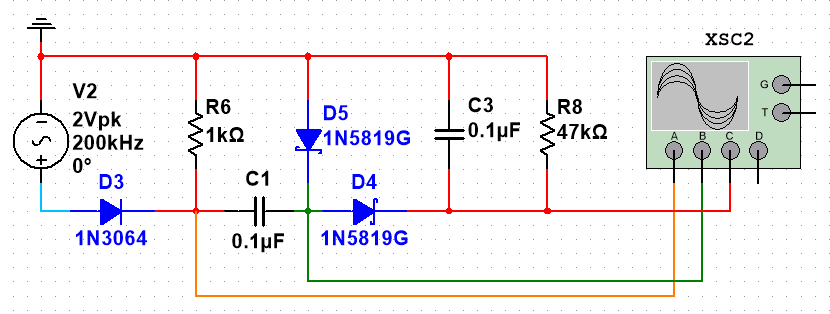 XSC2
G
T
A B C D
V2
2Vpk
200kHz
0°
R6
1kΩ
D5
1N5819G
C3
0.1µF
R8
47kΩ
D3
1N3064
C1
0.1µF
D4
1N5819G